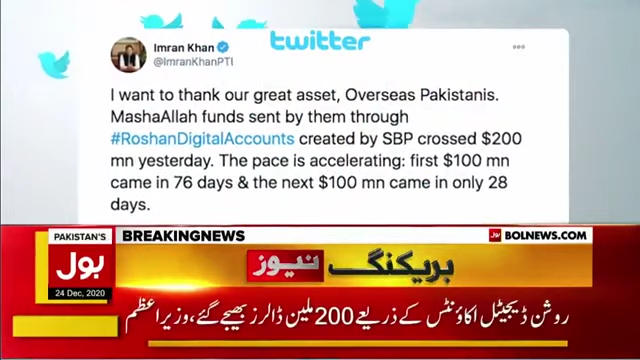 twitter
Imran Khan
@ImranKhanPTI
I want to thank our great asset, Overseas Pakistanis.
MashaAllah funds sent by them through
#RoshanDigitalAccounts created by SBP crossed $200
mn yesterday. The pace is accelerating: first $100 mn
came in 76 days & the next $100 mn came in only 28
days.
PAKISTAN'S
بول
24 Dec, 2020
BREAKINGNEWS
بول BOLNEWS.COM
بریکنگ نیوز
روشن ڈیجیٹل اکاؤنٹس کے ذریعے 200 ملین ڈالرز بھیجے گئے، وزیراعظم